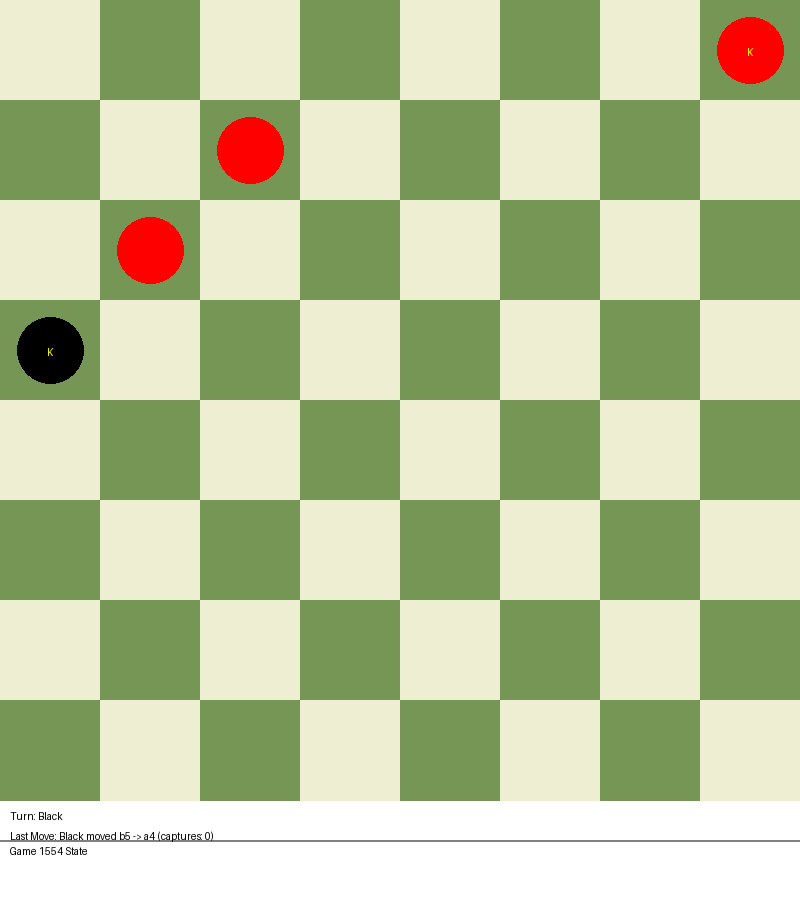 K
K
Turn: Black
Last Move: Black moved b5 -> a4 (captures: 0)
Game 1554 State